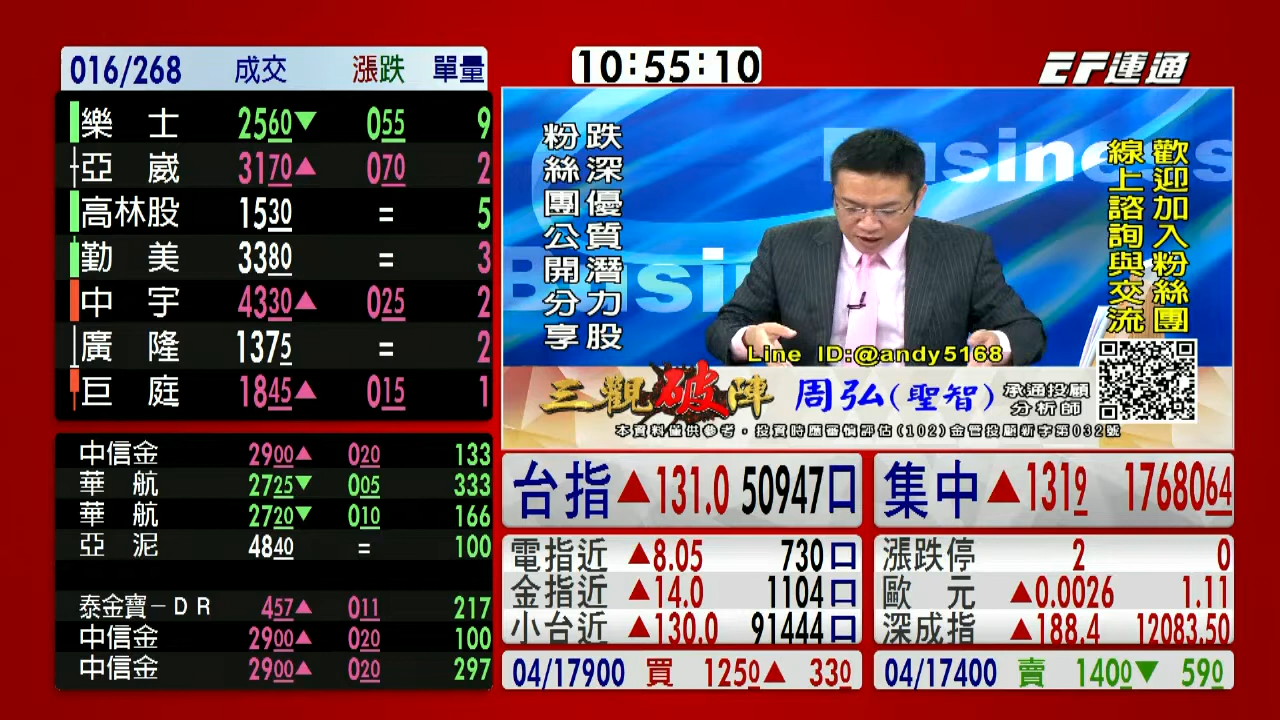 016/268 成交 漲跌 單量
樂士 2560▼ 055 9
亞崴 3170▲ 070 2
高林股 1530 = 5
勤美 3380 = 3
中宇 4330▲ 025 2
廣隆 1375 = 2
巨庭 1845▲ 015 1
中信金 2900▲ 020 133
華航 2725▼ 005 333
華航 2720▼ 010 166
亞泥 4840 = 100
泰金寶－DR 457▲ 011 217
中信金 2900▲ 020 100
中信金 2900▲ 020 297
10:55:10
EF運通
Business
Busi
跌深優質潛力股
粉絲團公開分享
歡迎加入粉絲團
線上諮詢與交流
Line ID:@andy5168
三觀破陣 周弘(聖智) 承通投顧
分析師
本資料僅供參考，投資時應審慎評估(102)金管投顧新字第032號
台指▲131.0 50947口
集中▲1319 1768064
電指近 ▲8.05 730口
金指近 ▲14.0 1104口
小台近 ▲130.0 91444口
漲跌停 2 0
歐元 ▲0.0026 1.11
深成指 ▲188.4 12083.50
04/17900 買 1250▲ 330
04/17400 賣 1400▼ 590